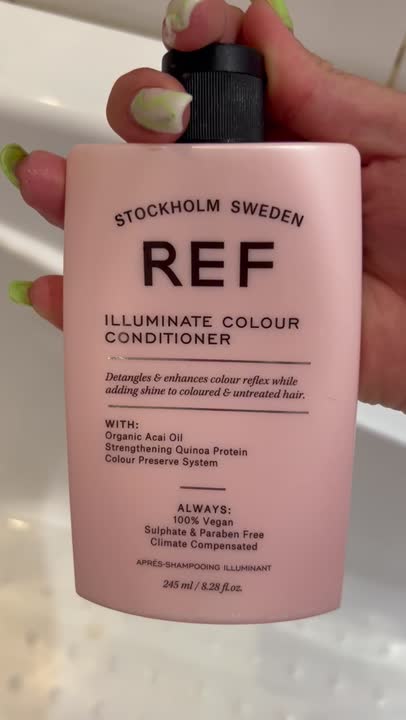 STOCKHOLM SWEDEN
REF
ILLUMINATE COLOUR
CONDITIONER
Detangles & enhances colour reflex while
adding shine to coloured & untreated hair.
WITH:
Organic Acai Oil
Strengthening Quinoa Protein
Colour Preserve System
ALWAYS:
100% Vegan
Sulphate & Paraben Free
Climate Compensated
APRÈS-SHAMPOOING ILLUMINANT
245 ml / 8.28 fl.oz.